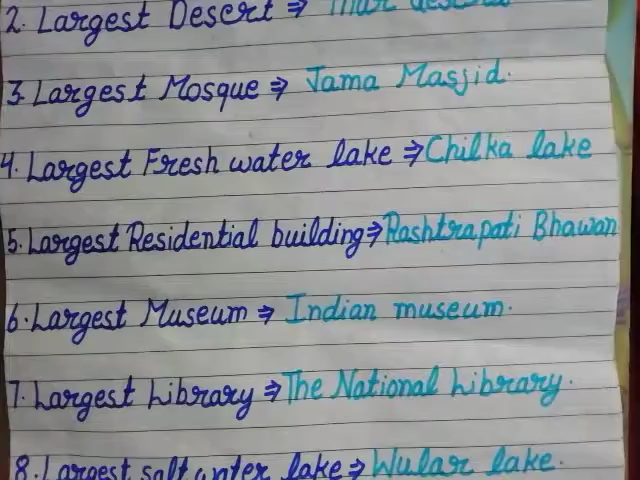 2. Largest Desert ⇒ Thar desert
3. Largest Mosque ⇒ Jama Masjid.
4. Largest Fresh water lake ⇒ Chilka lake
5. Largest Residential building ⇒ Rashtrapati Bhawan
6. Largest Museum ⇒ Indian museum.
7. Largest Library ⇒ The National Library.
8. Largest salt water lake ⇒ Wular lake.